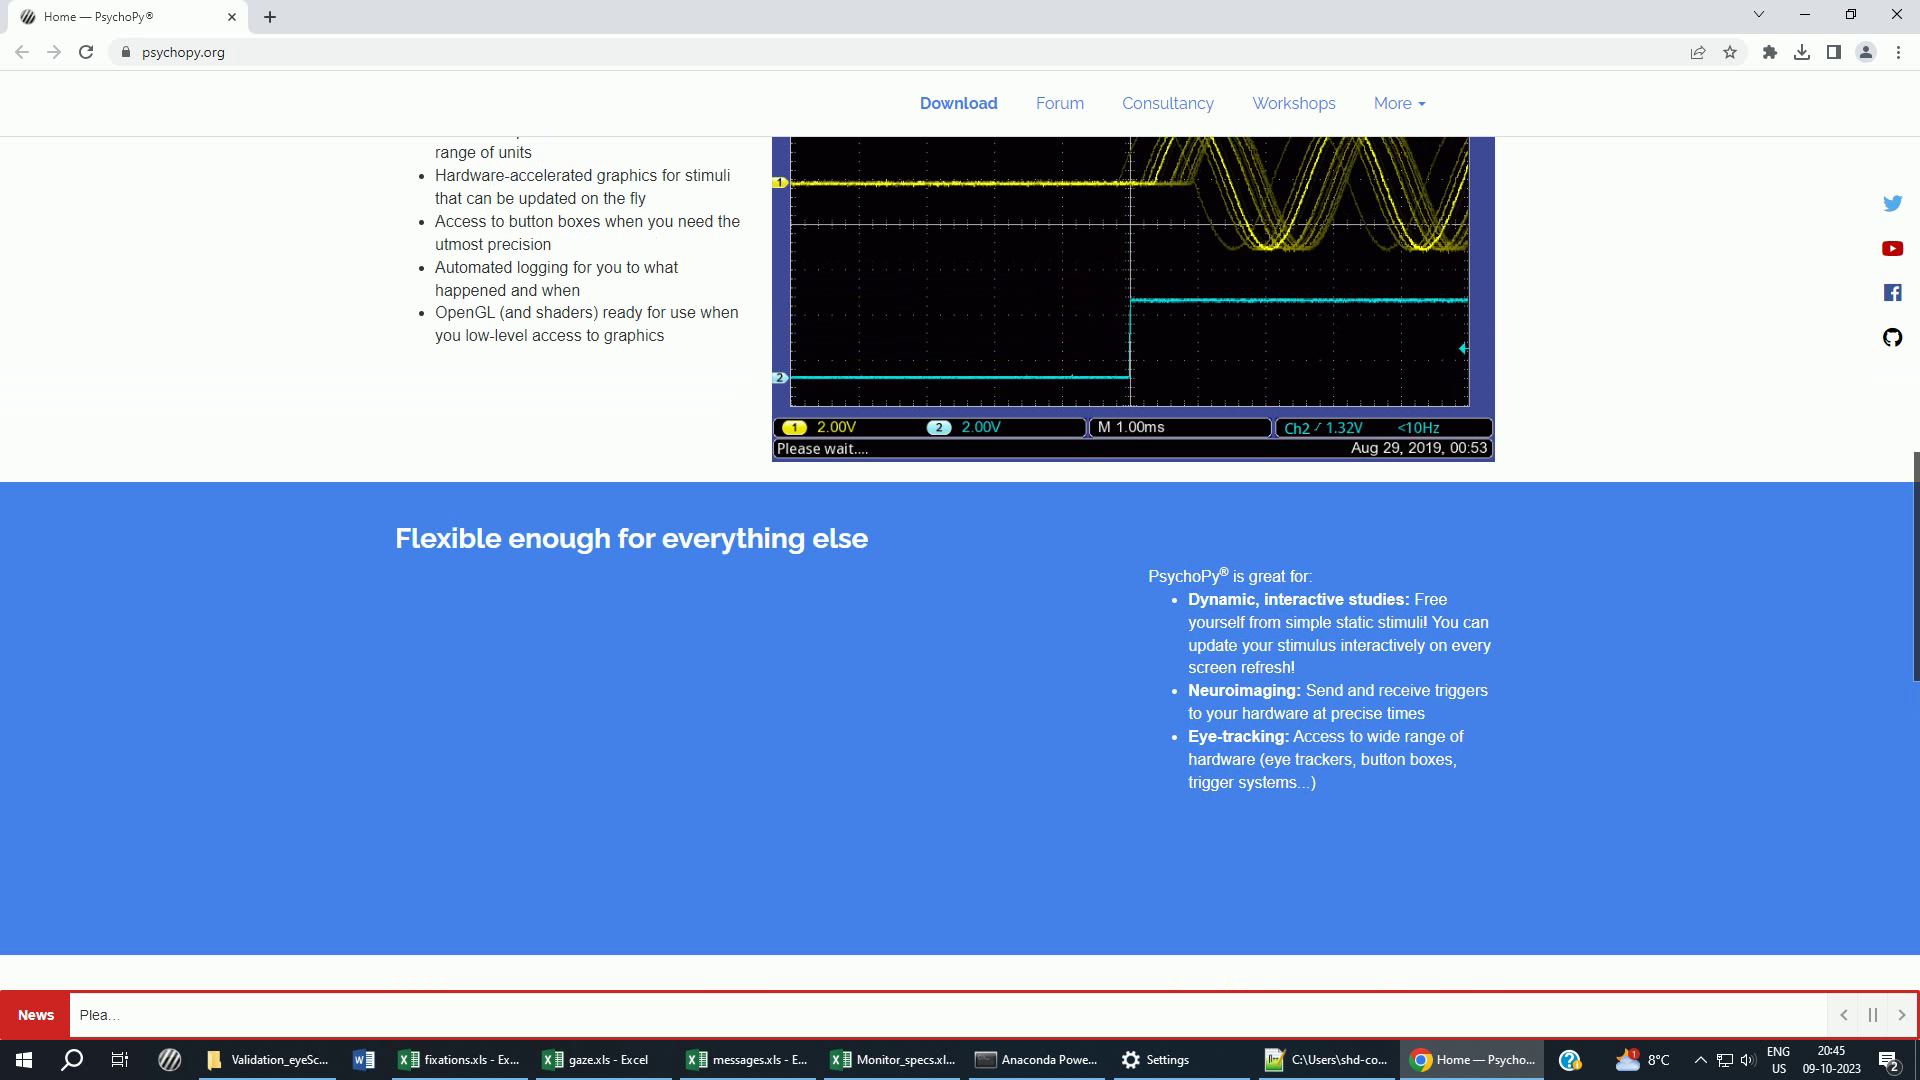 Home — PsychoPy®
psychopy.org
Download Forum Consultancy Workshops More
range of units
Hardware-accelerated graphics for stimuli
that can be updated on the fly
Access to button boxes when you need the
utmost precision
Automated logging for you to what
happened and when
OpenGL (and shaders) ready for use when
you low-level access to graphics
1
2
1 2.00V 2 2.00V M 1.00ms Ch2 1.32V <10Hz
Please wait.... Aug 29, 2019, 00:53
Flexible enough for everything else
PsychoPy® is great for:
Dynamic, interactive studies: Free
yourself from simple static stimuli! You can
update your stimulus interactively on every
screen refresh!
Neuroimaging: Send and receive triggers
to your hardware at precise times
Eye-tracking: Access to wide range of
hardware (eye trackers, button boxes,
trigger systems...)
News Plea...
Validation_eyeSc... fixations.xls - Ex... gaze.xls - Excel messages.xls - E... Monitor_specs.xl... Anaconda Powe... Settings C:\Users\shd-co... Home — Psycho... 1 8°C ENG US 20:45 09-10-2023 2